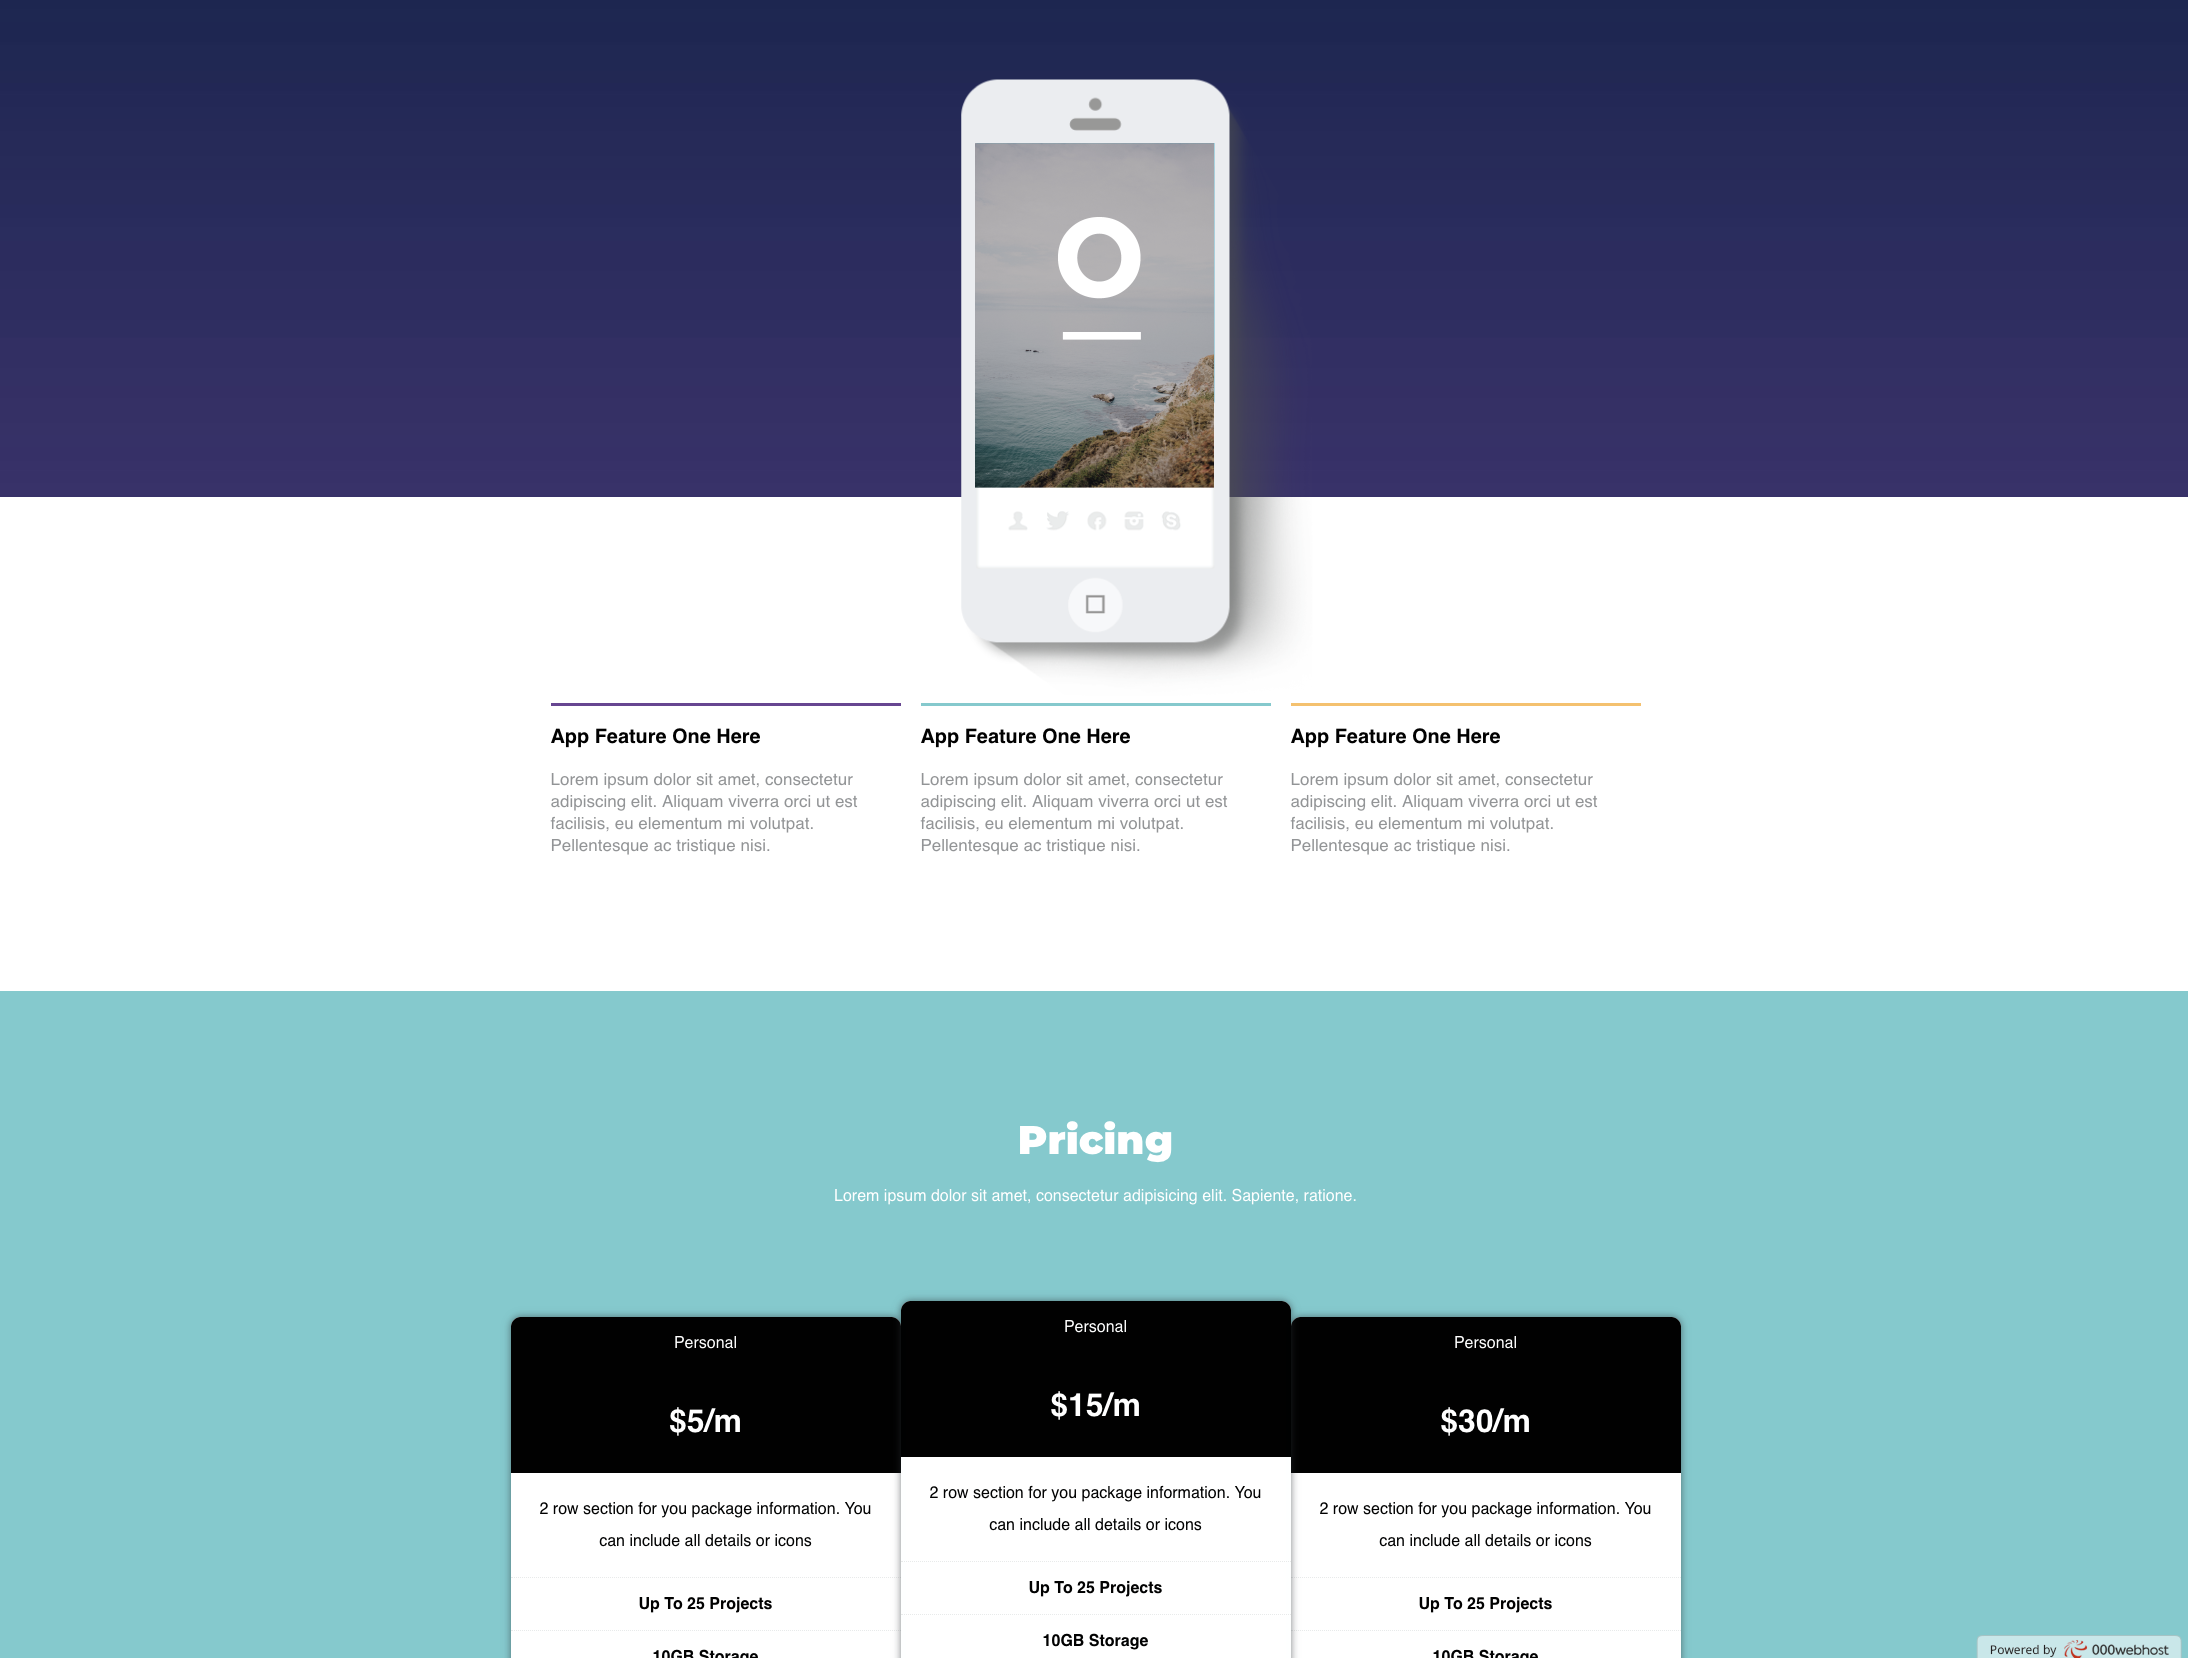 App Feature One Here
Lorem ipsum dolor sit amet, consectetur
adipiscing elit. Aliquam viverra orci ut est
facilisis, eu elementum mi volutpat.
Pellentesque ac tristique nisi.
App Feature One Here
Lorem ipsum dolor sit amet, consectetur
adipiscing elit. Aliquam viverra orci ut est
facilisis, eu elementum mi volutpat.
Pellentesque ac tristique nisi.
App Feature One Here
Lorem ipsum dolor sit amet, consectetur
adipiscing elit. Aliquam viverra orci ut est
facilisis, eu elementum mi volutpat.
Pellentesque ac tristique nisi.
Pricing
Lorem ipsum dolor sit amet, consectetur adipisicing elit. Sapiente, ratione.
Personal
$5/m
2 row section for you package information. You
can include all details or icons
Up To 25 Projects
10GB Storage
Personal
$15/m
2 row section for you package information. You
can include all details or icons
Up To 25 Projects
10GB Storage
Personal
$30/m
2 row section for you package information. You
can include all details or icons
Up To 25 Projects
10GB Storage
Powered by 000webhost